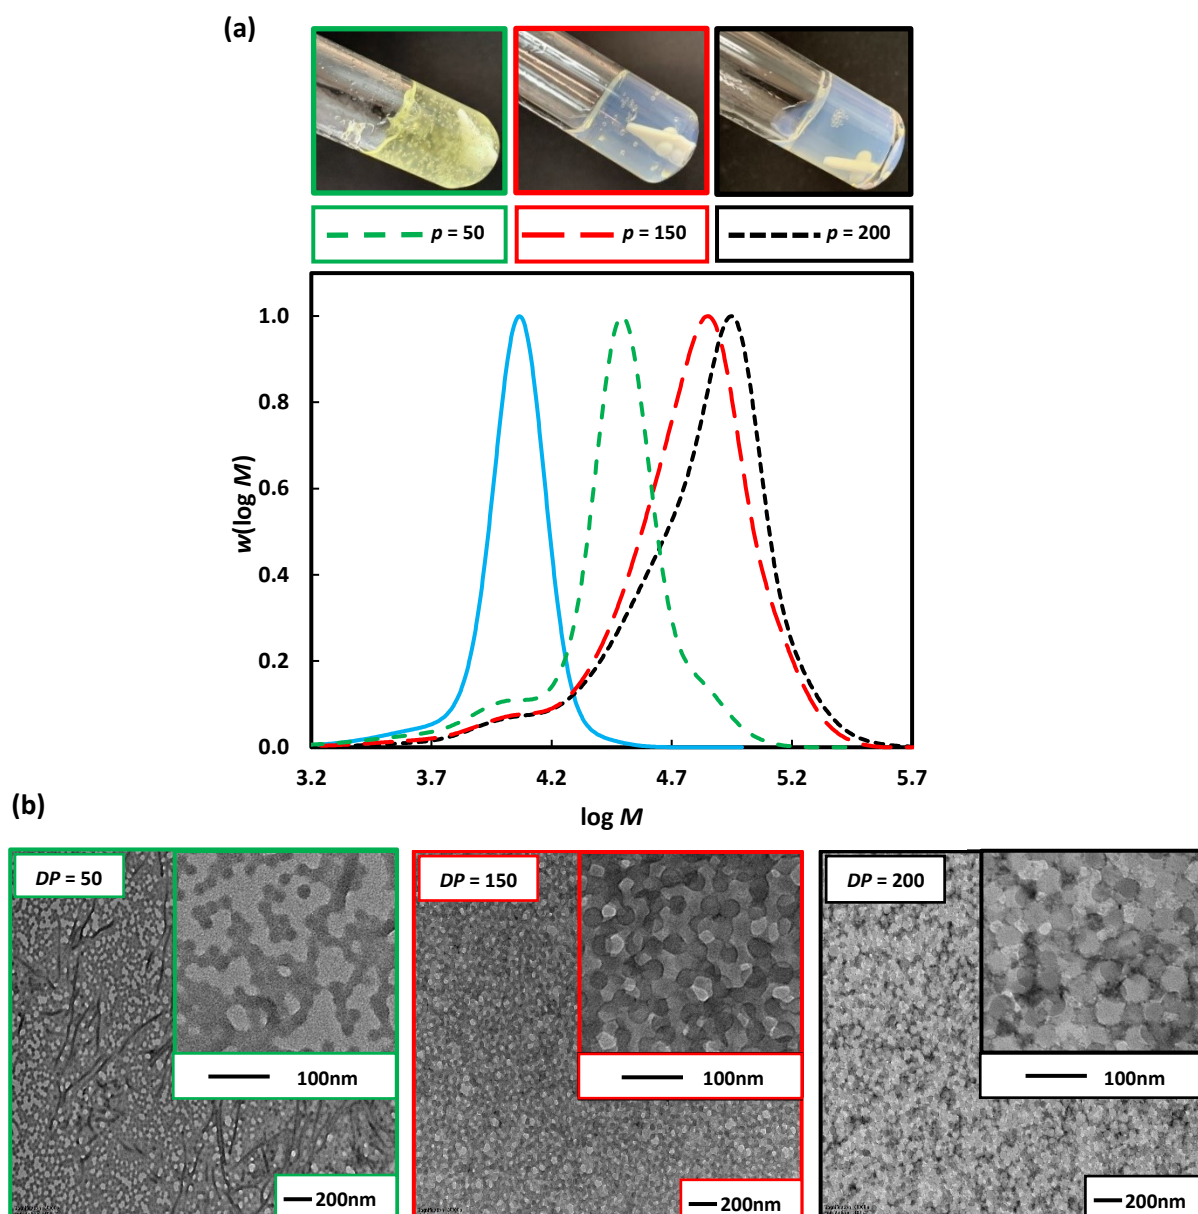 (a)
p = 50
p = 150
p = 200
1.0
0.8
0.6
0.4
0.2
0.0
w(log M)
3.2 3.7 4.2 4.7 5.2 5.7
log M
(b)
DP = 50
100nm
200nm
DP = 150
100nm
200nm
DP = 200
100nm
200nm